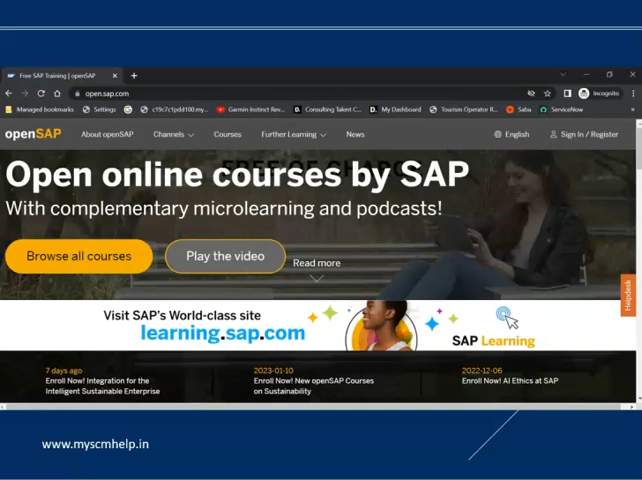 Free SAP Training | openSAP
open.sap.com
Incognito
Managed bookmarks
Settings
c19c7c1pdd100.my...
Garmin Instinct Rev...
Consulting Talent C...
My Dashboard
Tourism Operator R...
Saba
ServiceNow
openSAP
About openSAP
Channels
Courses
Further Learning
News
English
Sign In / Register
Open online courses by SAP
With complementary microlearning and podcasts!
Browse all courses
Play the video
Read more
Helpdesk
Visit SAP's World-class site
learning.sap.com
SAP Learning
7 days ago
Enroll Now! Integration for the
Intelligent Sustainable Enterprise
2023-01-10
Enroll Now! New openSAP Courses
on Sustainability
2022-12-06
Enroll Now! AI Ethics at SAP
www.myscmhelp.in